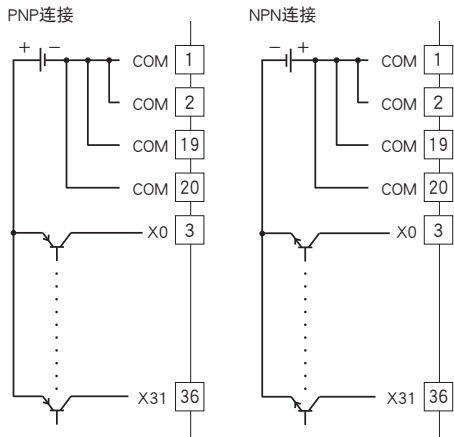 PNP连接
+ −
COM 1
COM 2
COM 19
COM 20
X0 3
X31 36
NPN连接
− +
COM 1
COM 2
COM 19
COM 20
X0 3
X31 36